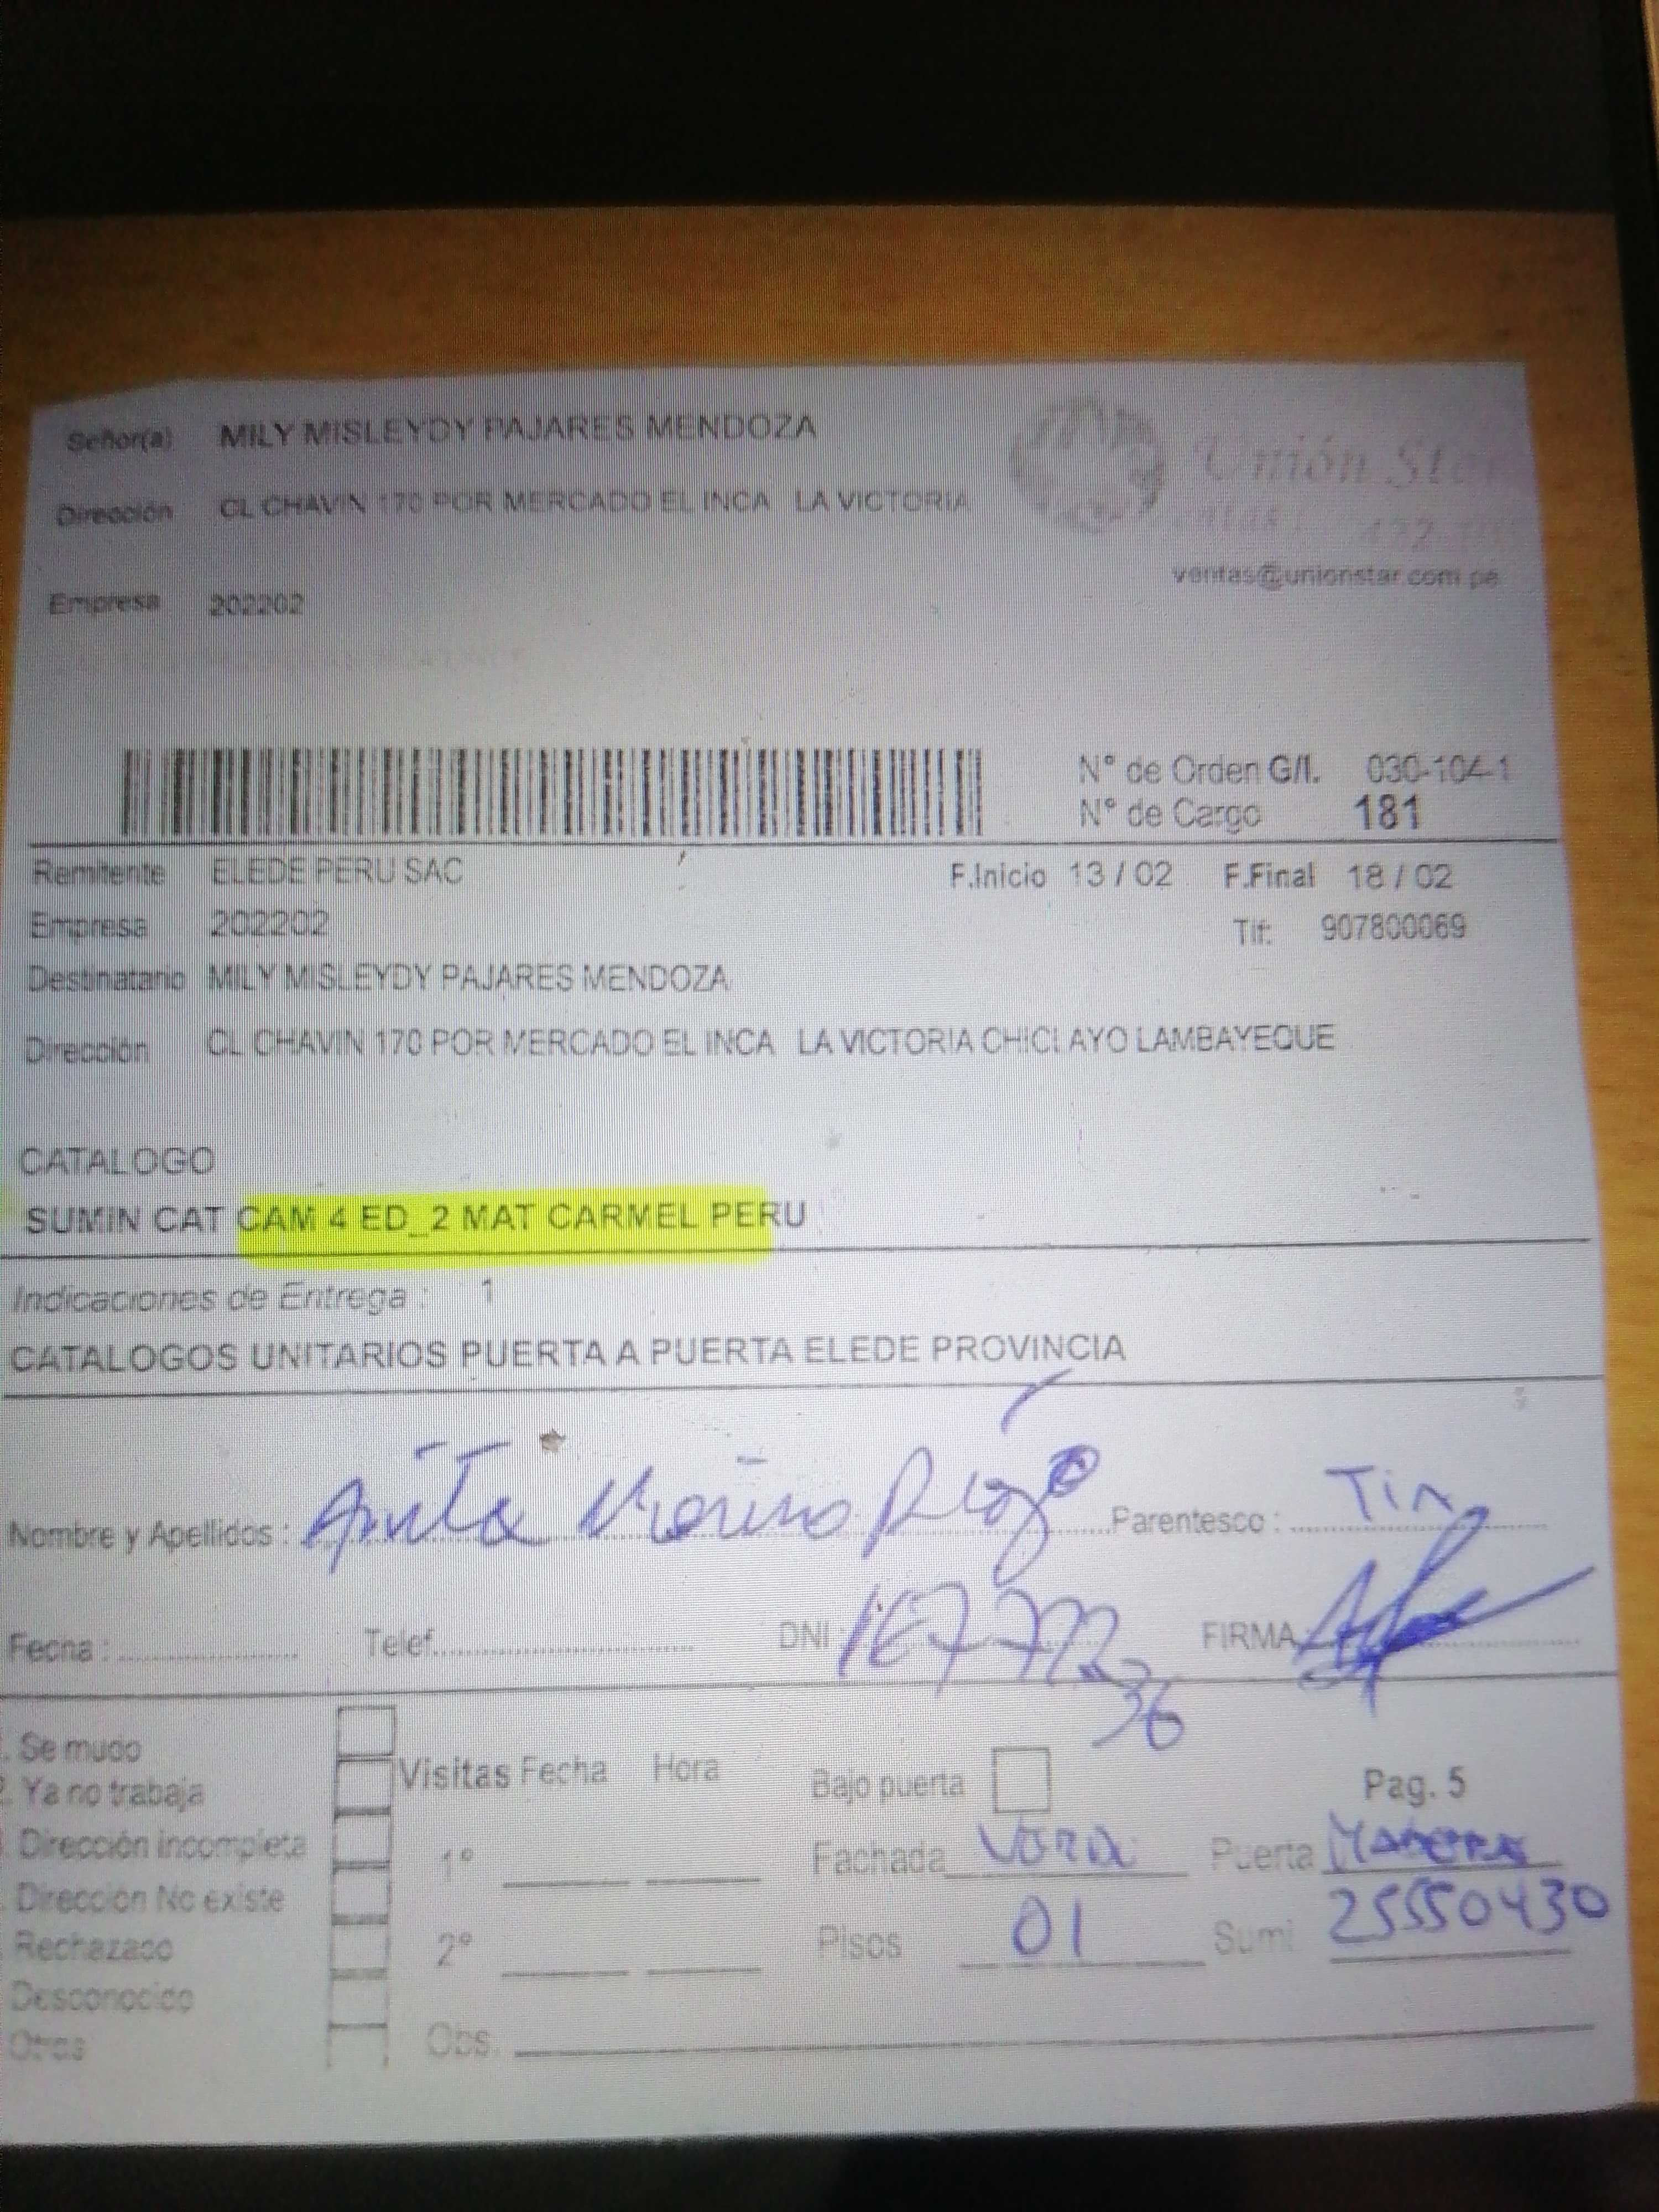 Señor(a) MILY MISLEYDY PAJARES MENDOZA
Unión Star
Dirección CL CHAVIN 170 POR MERCADO EL INCA LA VICTORIA
ventas@unionstar.com.pe
Empresa 202202
N° de Orden G/I. 030-104-1
N° de Cargo 181
Remitente ELEDE PERU SAC F.Inicio 13 / 02 F.Final 18 / 02
Empresa 202202 Tlf: 907800069
Destinatario MILY MISLEYDY PAJARES MENDOZA
Dirección CL CHAVIN 170 POR MERCADO EL INCA LA VICTORIA CHICLAYO LAMBAYEQUE
CATALOGO
SUMIN CAT CAM 4 ED_2 MAT CARMEL PERU
Indicaciones de Entrega : 1
CATALOGOS UNITARIOS PUERTA A PUERTA ELEDE PROVINCIA
Nombre y Apellidos : Anita Parentesco :
Fecha : Telef. DNI 16777236 FIRMA
Se mudo
Ya no trabaja Visitas Fecha Hora Bajo puerta Pag. 5
Dirección incompleta 1° Fachada Puerta
Dirección No existe
Rechazado 2° Pisos 01 Sumi 25550430
Desconocido
Otros Obs.